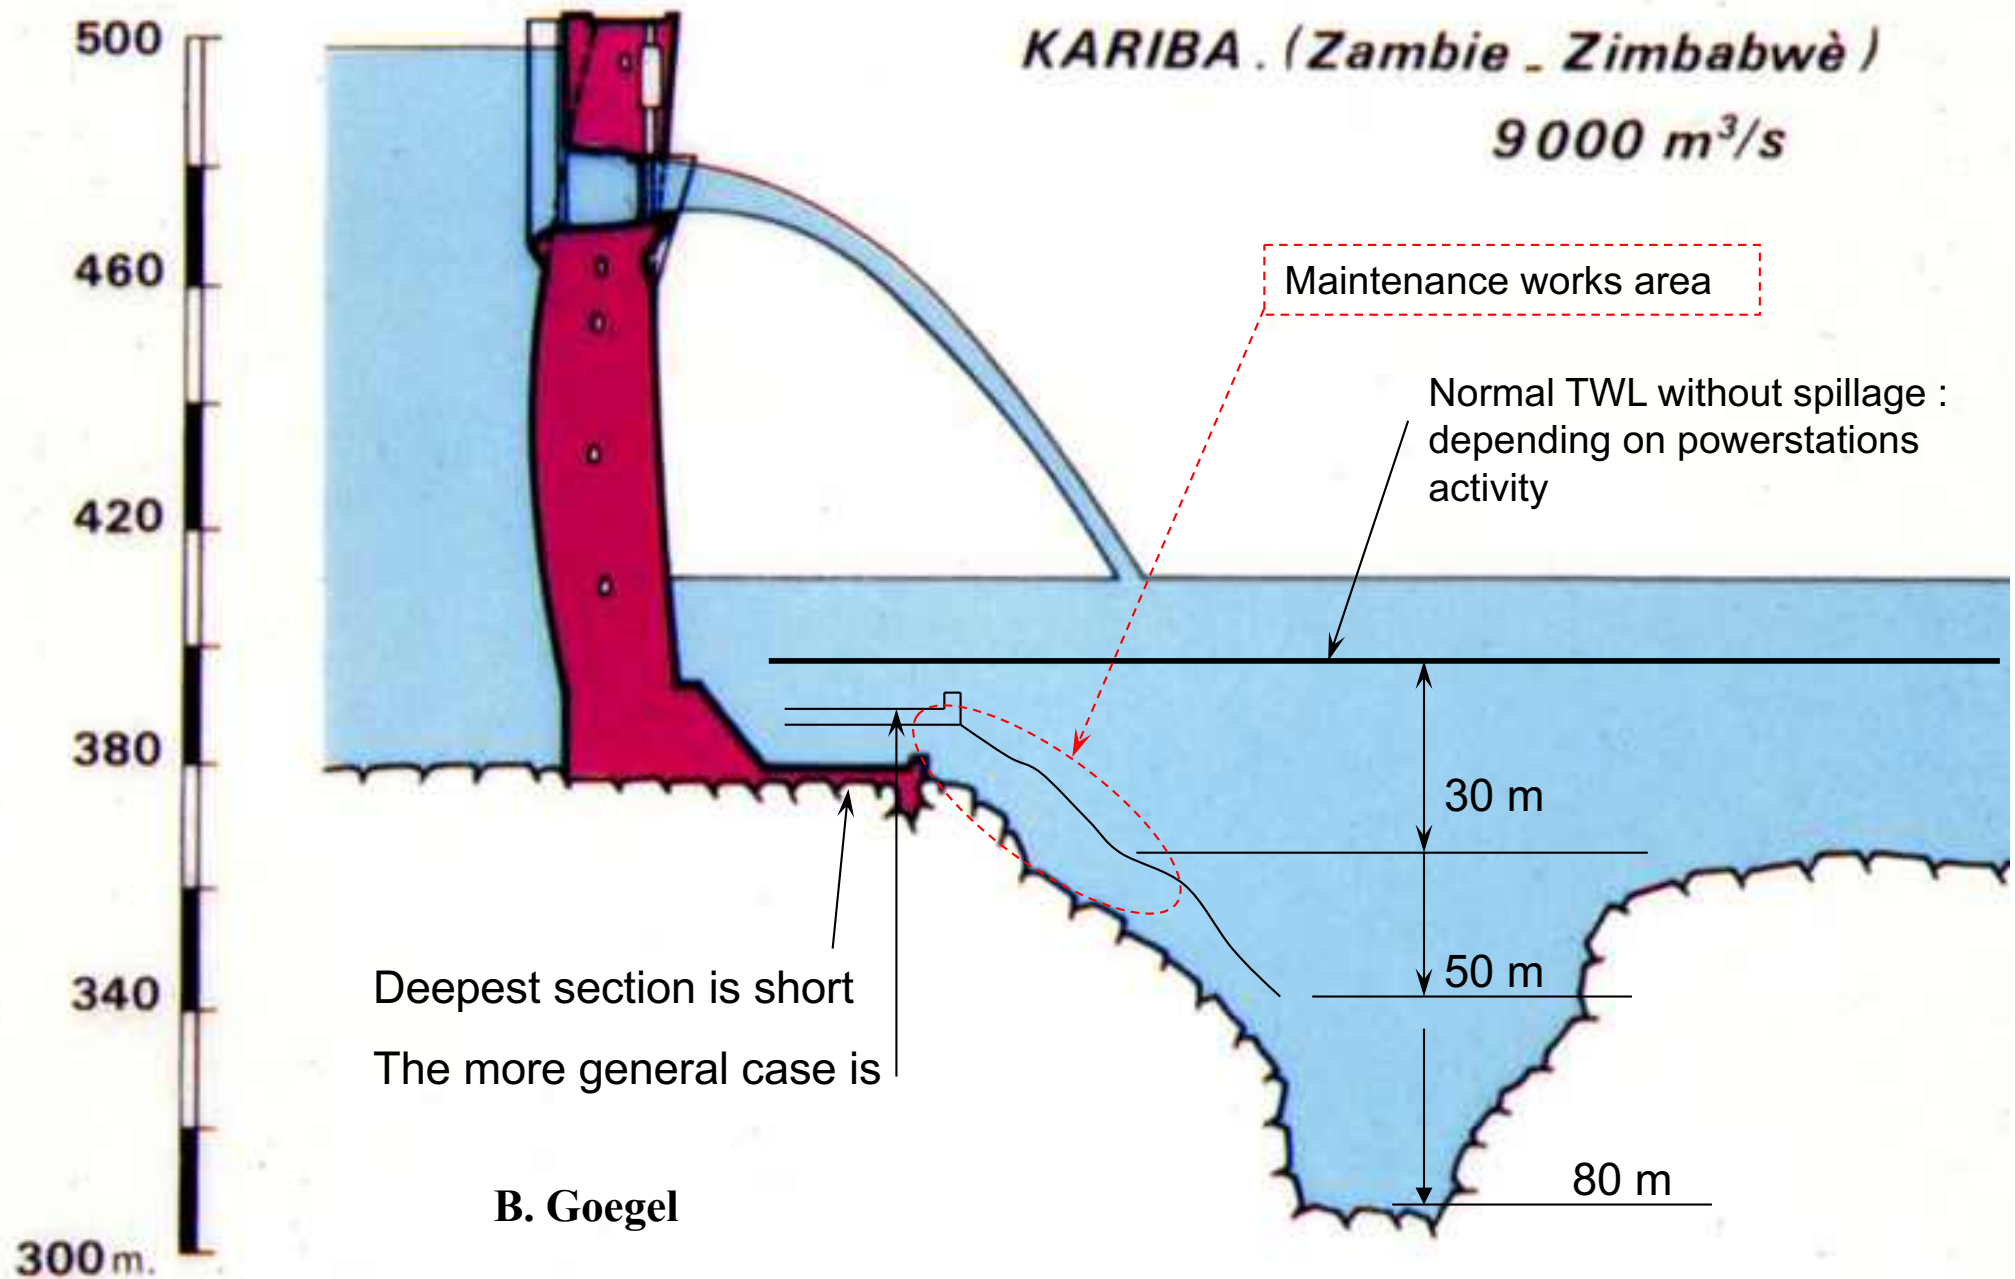 KARIBA . (Zambie _ Zimbabwè)
9000 m³/s
500
460
420
380
340
300 m.
Maintenance works area
Normal TWL without spillage :
depending on powerstations
activity
30 m
50 m
80 m
Deepest section is short
The more general case is
B. Goegel